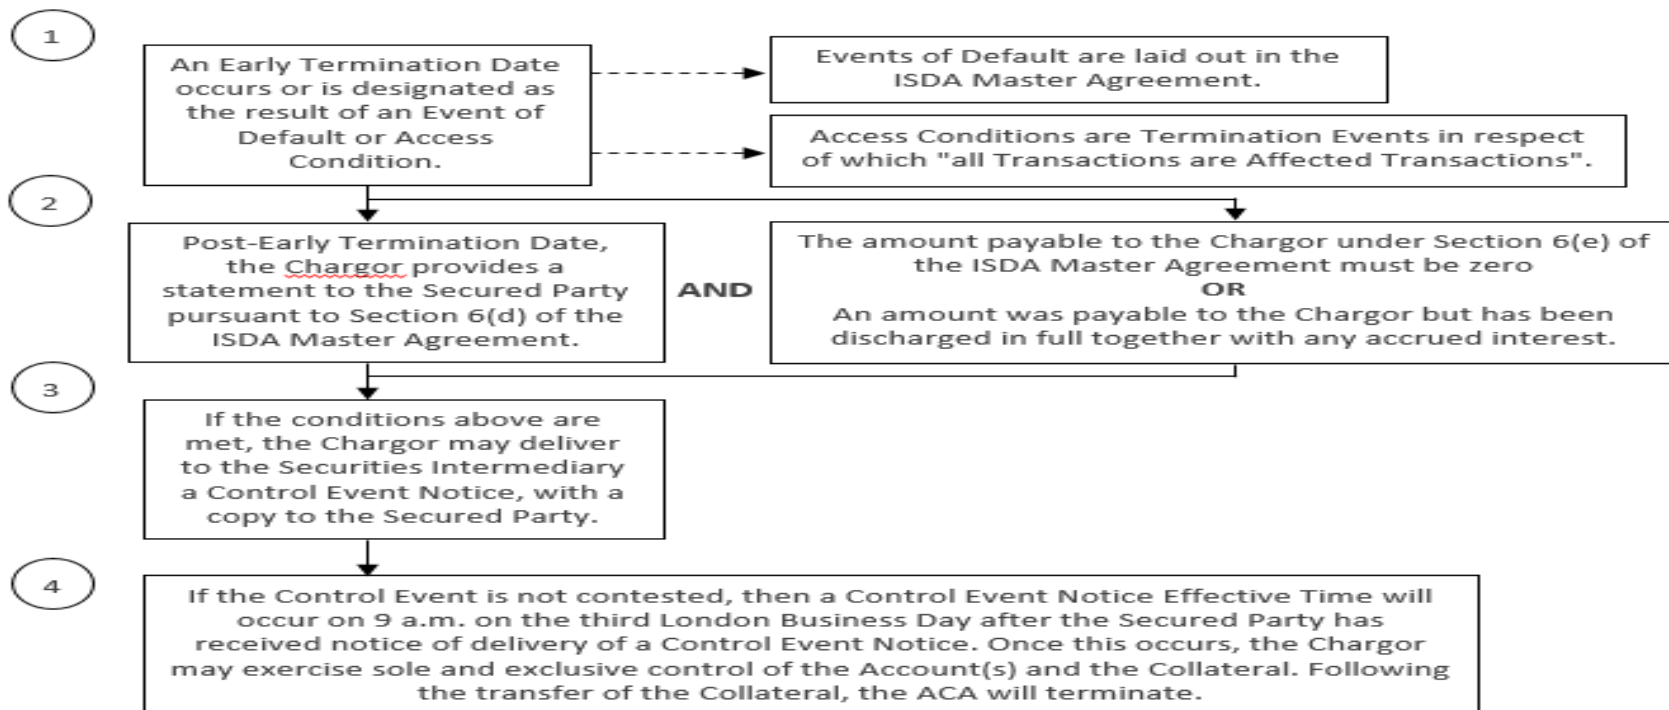 1
An Early Termination Date
occurs or is designated as
the result of an Event of
Default or Access
Condition.
Events of Default are laid out in the
ISDA Master Agreement.
Access Conditions are Termination Events in respect
of which "all Transactions are Affected Transactions".
2
Post-Early Termination Date,
the Chargor provides a
statement to the Secured Party
pursuant to Section 6(d) of the
ISDA Master Agreement.
AND
The amount payable to the Chargor under Section 6(e) of
the ISDA Master Agreement must be zero
OR
An amount was payable to the Chargor but has been
discharged in full together with any accrued interest.
3
If the conditions above are
met, the Chargor may deliver
to the Securities Intermediary
a Control Event Notice, with a
copy to the Secured Party.
4
If the Control Event is not contested, then a Control Event Notice Effective Time will
occur on 9 a.m. on the third London Business Day after the Secured Party has
received notice of delivery of a Control Event Notice. Once this occurs, the Chargor
may exercise sole and exclusive control of the Account(s) and the Collateral. Following
the transfer of the Collateral, the ACA will terminate.